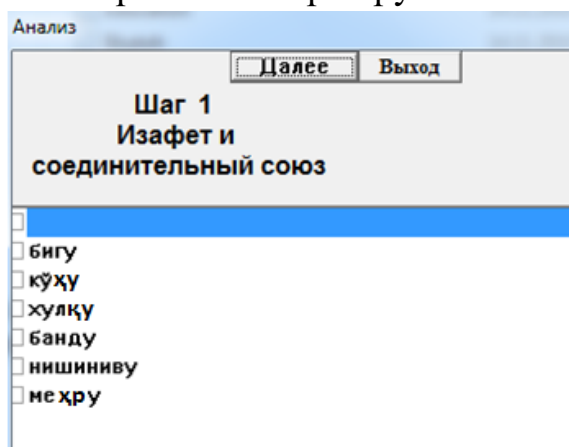 Анализ
Далее Выход
Шаг 1
Изафет и
соединительный союз
бигу
кӯҳу
хулқу
банду
нишиниву
меҳру